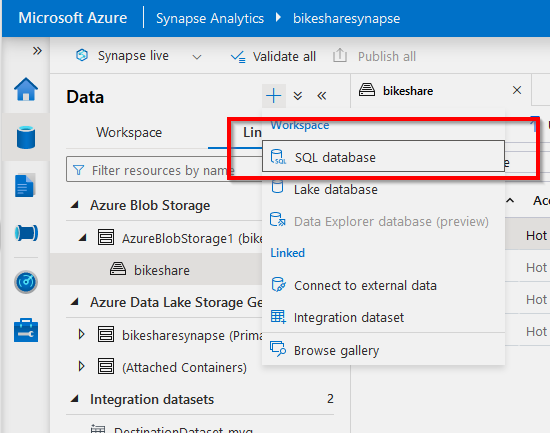 Microsoft Azure | Synapse Analytics > bikesharesynapse
Synapse live Validate all Publish all
Data
bikeshare
Workspace
Workspace
SQL database
SQL
Filter resources by name
Lake database
Azure Blob Storage
Data Explorer database (preview)
AzureBlobStorage1 (bike
Hot
Linked
bikeshare
Hot
Connect to external data
Azure Data Lake Storage Ge
Hot
Integration dataset
bikesharesynapse (Prima
Hot
Browse gallery
(Attached Containers)
Integration datasets 2